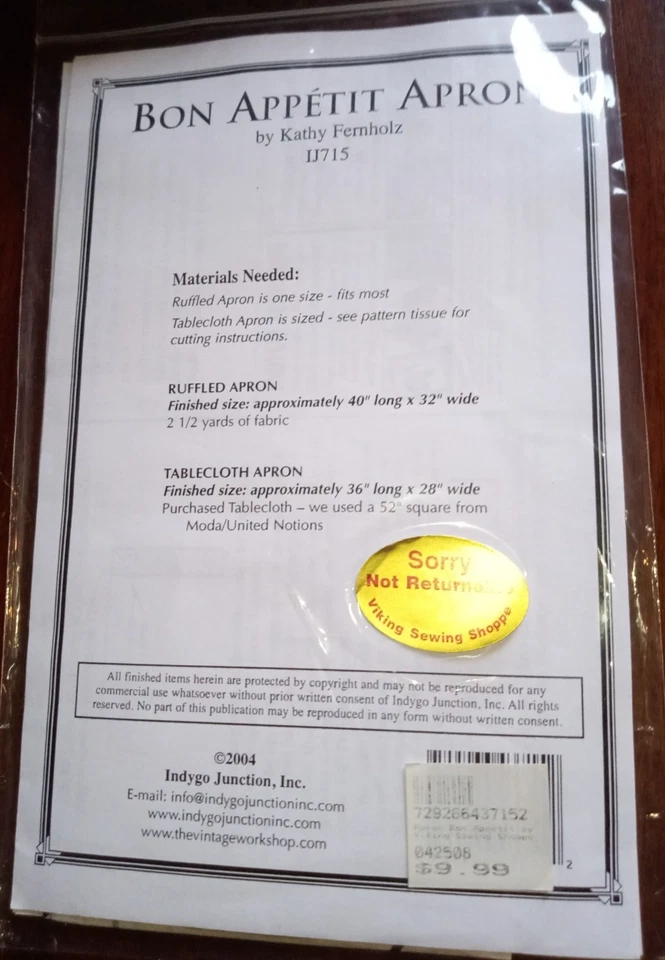 BON APPÉTIT APRON
by Kathy Fernholz
IJ715
Materials Needed:
Ruffled Apron is one size - fits most
Tablecloth Apron is sized - see pattern tissue for
cutting instructions.
RUFFLED APRON
Finished size: approximately 40" long x 32" wide
2 1/2 yards of fabric
TABLECLOTH APRON
Finished size: approximately 36" long x 28" wide
Purchased Tablecloth – we used a 52" square from
Moda/United Notions
Sorry
Not Returnable
Viking Sewing Shoppe
All finished items herein are protected by copyright and may not be reproduced for any
commercial use whatsoever without prior written consent of Indygo Junction, Inc. All rights
reserved. No part of this publication may be reproduced in any form without written consent.
©2004
Indygo Junction, Inc.
E-mail: info@indygojunctioninc.com
www.indygojunctioninc.com
www.thevintageworkshop.com
729266437152
Viking Sewing Shoppe
042508
$9.99
2